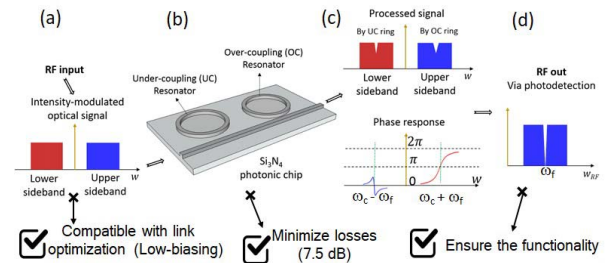 (a)
RF input
Intensity-modulated
optical signal
Lower
sideband
Upper
sideband
w
(b)
Over-coupling (OC)
Resonator
Under-coupling (UC)
Resonator
Si3N4
photonic chip
(c)
Processed signal
By UC ring
By OC ring
Lower
sideband
Upper
sideband
w
Phase response
2π
π
0
w
ωc - ωf
ωc + ωf
(d)
RF out
Via photodetection
ωf
wRF
Compatible with link
optimization (Low-biasing)
Minimize losses
(7.5 dB)
Ensure the functionality